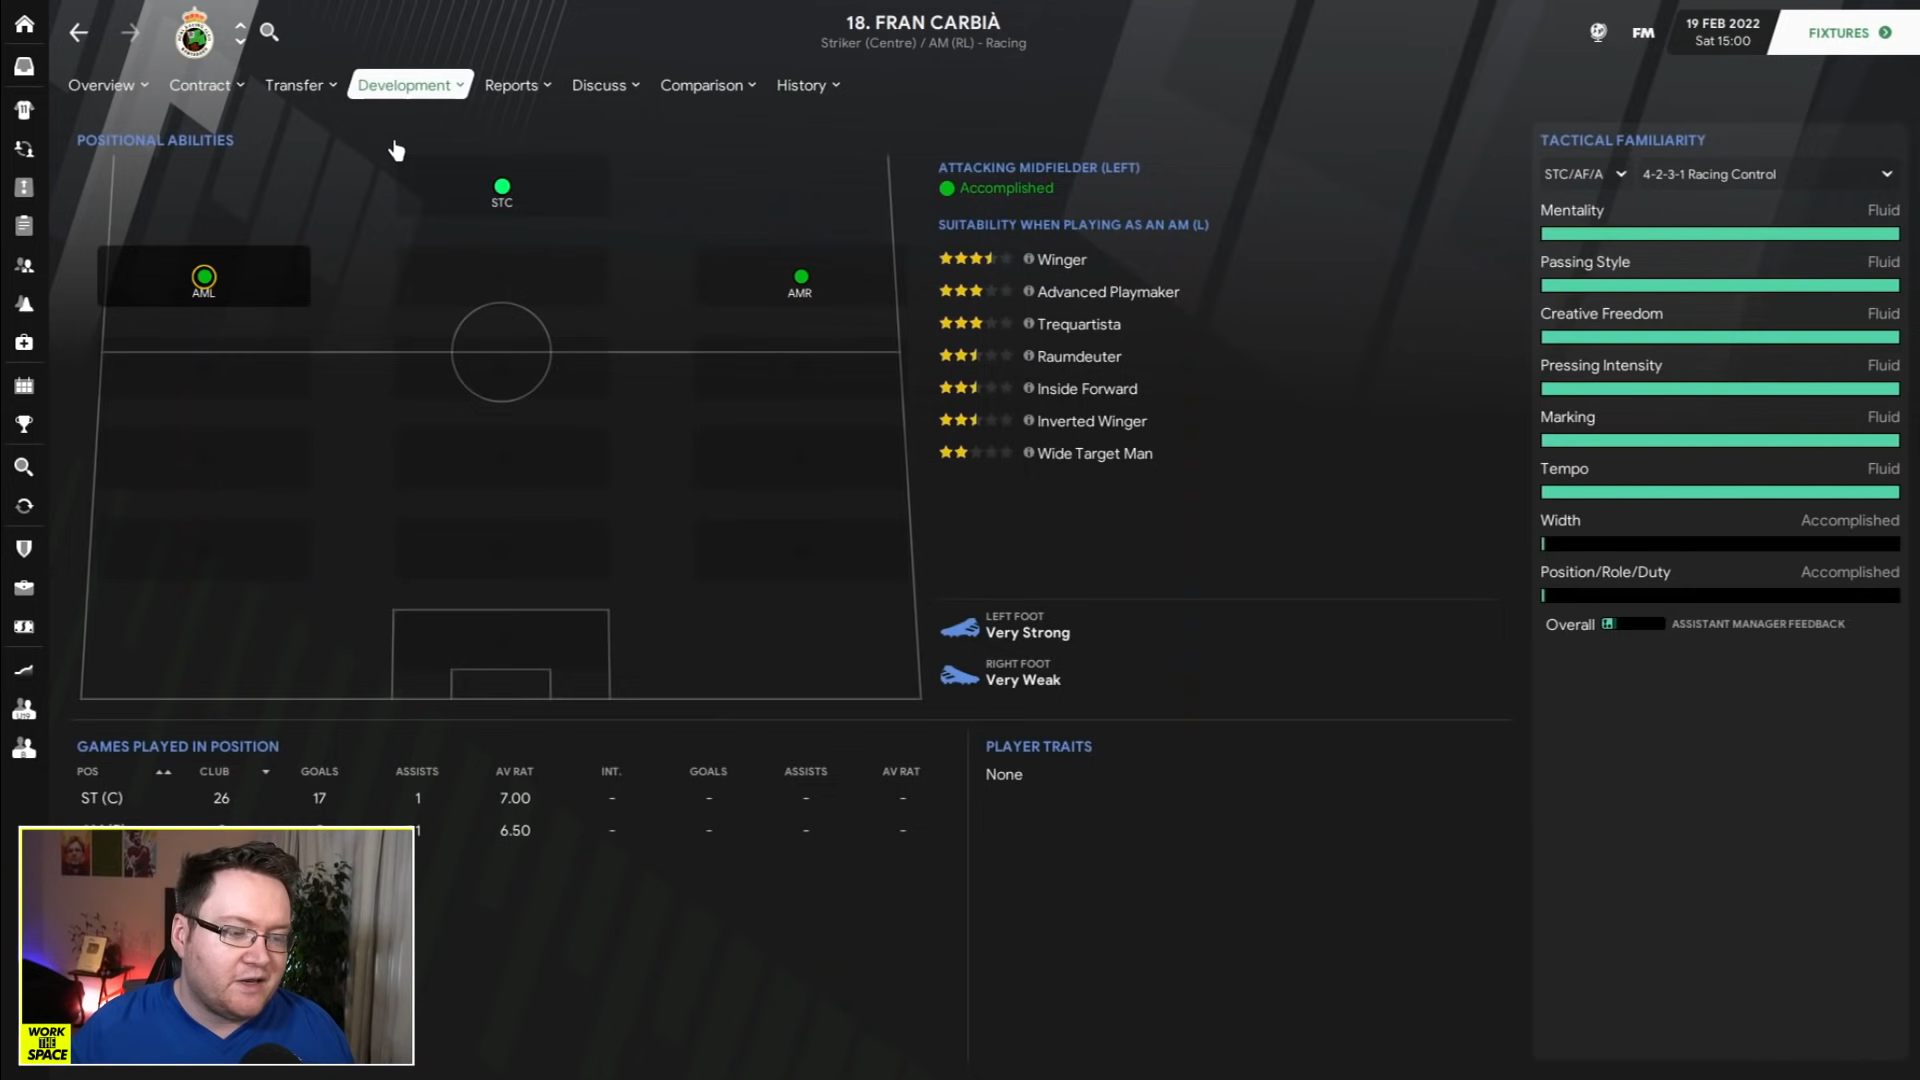 18. FRAN CARBIÀ
Striker (Centre) / AM (RL) - Racing
FM
19 FEB 2022
Sat 15:00
FIXTURES
Overview
Contract
Transfer
Development
Reports
Discuss
Comparison
History
POSITIONAL ABILITIES
STC
AML
AMR
ATTACKING MIDFIELDER (LEFT)
Accomplished
SUITABILITY WHEN PLAYING AS AN AM (L)
Winger
Advanced Playmaker
Trequartista
Raumdeuter
Inside Forward
Inverted Winger
Wide Target Man
LEFT FOOT
Very Strong
RIGHT FOOT
Very Weak
TACTICAL FAMILIARITY
STC/AF/A
4-2-3-1 Racing Control
Mentality Fluid
Passing Style Fluid
Creative Freedom Fluid
Pressing Intensity Fluid
Marking Fluid
Tempo Fluid
Width Accomplished
Position/Role/Duty Accomplished
Overall ASSISTANT MANAGER FEEDBACK
GAMES PLAYED IN POSITION
POS CLUB GOALS ASSISTS AV RAT INT. GOALS ASSISTS AV RAT
ST (C) 26 17 1 7.00 - - - -
1 6.50 - - - -
PLAYER TRAITS
None
U19
WORK
THE
SPACE